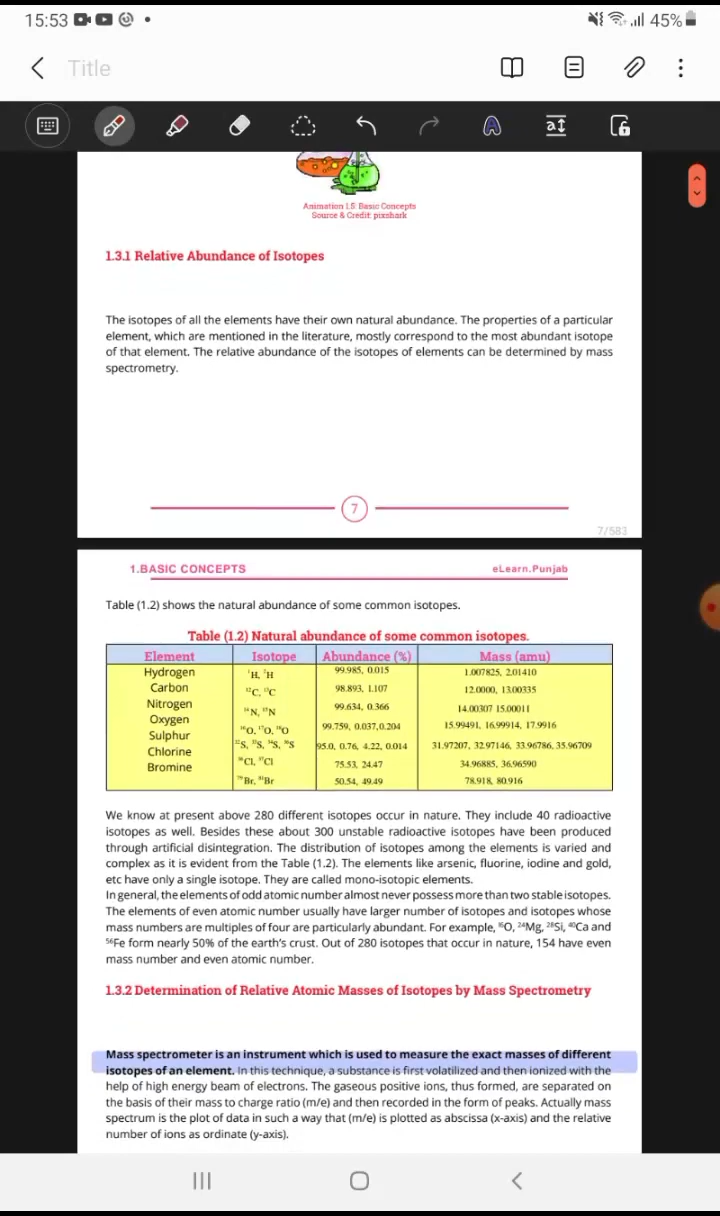 15:53 45%
Title
Animation 1.5: Basic Concepts
Source & Credit: pixshark
1.3.1 Relative Abundance of Isotopes
The isotopes of all the elements have their own natural abundance. The properties of a particular
element, which are mentioned in the literature, mostly correspond to the most abundant isotope
of that element. The relative abundance of the isotopes of elements can be determined by mass
spectrometry.
7
7/583
1.BASIC CONCEPTS eLearn.Punjab
Table (1.2) shows the natural abundance of some common isotopes.
Table (1.2) Natural abundance of some common isotopes.
Element Isotope Abundance (%) Mass (amu)
Hydrogen ¹H, ²H 99.985, 0.015 1.007825, 2.01410
Carbon ¹²C, ¹³C 98.893, 1.107 12.0000, 13.00335
Nitrogen ¹⁴N, ¹⁵N 99.634, 0.366 14.00307 15.00011
Oxygen ¹⁶O, ¹⁷O, ¹⁸O 99.759, 0.037,0.204 15.99491, 16.99914, 17.9916
Sulphur ³²S, ³³S, ³⁴S, ³⁶S 95.0, 0.76, 4.22, 0.014 31.97207, 32.97146, 33.96786, 35.96709
Chlorine ³⁵Cl, ³⁷Cl 75.53, 24.47 34.96885, 36.96590
Bromine ⁷⁹Br, ⁸¹Br 50.54, 49.49 78.918, 80.916
We know at present above 280 different isotopes occur in nature. They include 40 radioactive
isotopes as well. Besides these about 300 unstable radioactive isotopes have been produced
through artificial disintegration. The distribution of isotopes among the elements is varied and
complex as it is evident from the Table (1.2). The elements like arsenic, fluorine, iodine and gold,
etc have only a single isotope. They are called mono-isotopic elements.
In general, the elements of odd atomic number almost never possess more than two stable isotopes.
The elements of even atomic number usually have larger number of isotopes and isotopes whose
mass numbers are multiples of four are particularly abundant. For example, ¹⁶O, ²⁴Mg, ²⁸Si, ⁴⁰Ca and
⁵⁶Fe form nearly 50% of the earth's crust. Out of 280 isotopes that occur in nature, 154 have even
mass number and even atomic number.
1.3.2 Determination of Relative Atomic Masses of Isotopes by Mass Spectrometry
Mass spectrometer is an instrument which is used to measure the exact masses of different
isotopes of an element. In this technique, a substance is first volatilized and then ionized with the
help of high energy beam of electrons. The gaseous positive ions, thus formed, are separated on
the basis of their mass to charge ratio (m/e) and then recorded in the form of peaks. Actually mass
spectrum is the plot of data in such a way that (m/e) is plotted as abscissa (x-axis) and the relative
number of ions as ordinate (y-axis).